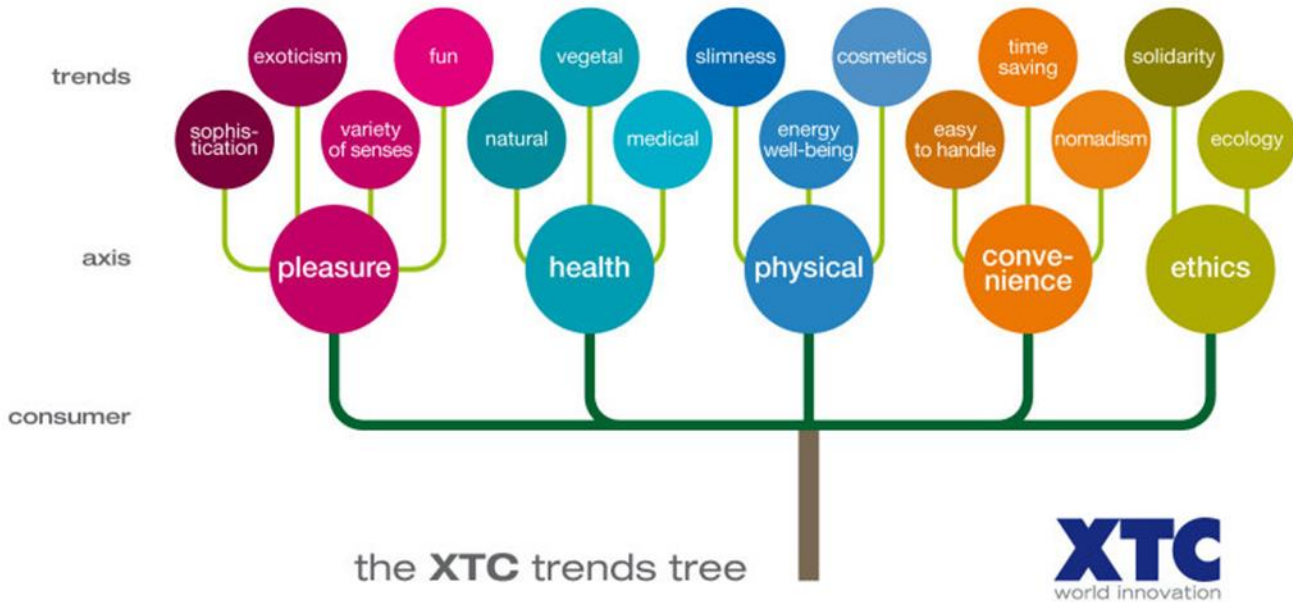 trends
exoticism
fun
vegetal
slimness
cosmetics
time
saving
solidarity
sophis-
tication
variety
of senses
natural
medical
energy
well-being
easy
to handle
nomadism
ecology
axis
pleasure
health
physical
conve-
nience
ethics
consumer
the XTC trends tree
XTC
world innovation